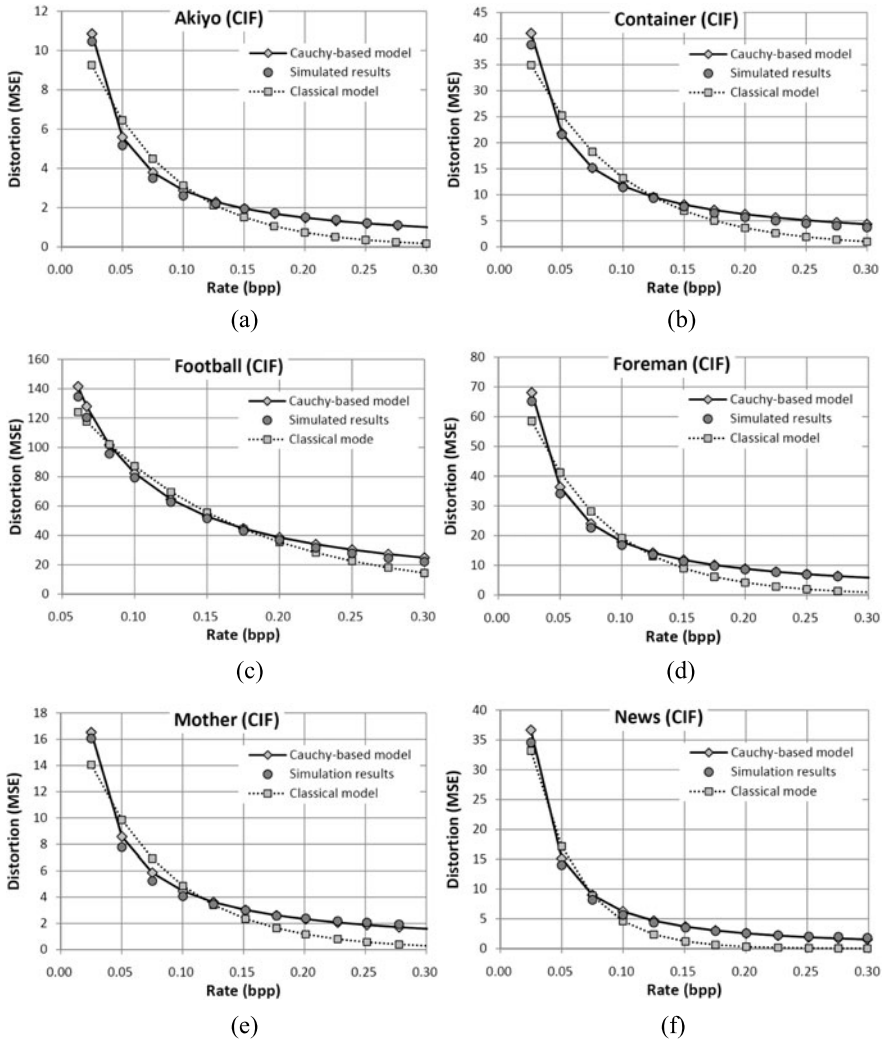 Akiyo (CIF)
Distortion (MSE)
12
10
8
6
4
2
0
Cauchy-based model
Simulated results
Classical model
0.00 0.05 0.10 0.15 0.20 0.25 0.30
Rate (bpp)
(a)
Container (CIF)
Distortion (MSE)
45
40
35
30
25
20
15
10
5
0
Cauchy-based model
Simulated results
Classical model
0.00 0.05 0.10 0.15 0.20 0.25 0.30
Rate (bpp)
(b)
Football (CIF)
Distortion (MSE)
160
140
120
100
80
60
40
20
0
Cauchy-based model
Simulated results
Classical mode
0.05 0.10 0.15 0.20 0.25 0.30
Rate (bpp)
(c)
Foreman (CIF)
Distortion (MSE)
80
70
60
50
40
30
20
10
0
Cauchy-based model
Simulated results
Classical model
0.00 0.05 0.10 0.15 0.20 0.25 0.30
Rate (bpp)
(d)
Mother (CIF)
Distortion (MSE)
18
16
14
12
10
8
6
4
2
0
Cauchy-based model
Simulation results
Classical model
0.00 0.05 0.10 0.15 0.20 0.25 0.30
Rate (bpp)
(e)
News (CIF)
Distortion (MSE)
40
35
30
25
20
15
10
5
0
Cauchy-based model
Simulation results
Classical mode
0.00 0.05 0.10 0.15 0.20 0.25 0.30
Rate (bpp)
(f)